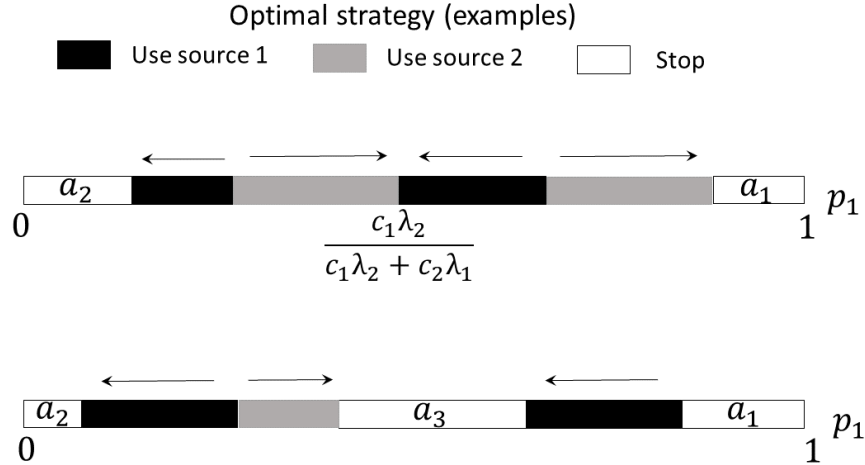 Optimal strategy (examples)
Use source 1 Use source 2 Stop
a₂ a₁ p₁
0 1
c₁λ₂
c₁λ₂ + c₂λ₁
a₂ a₃ a₁ p₁
0 1